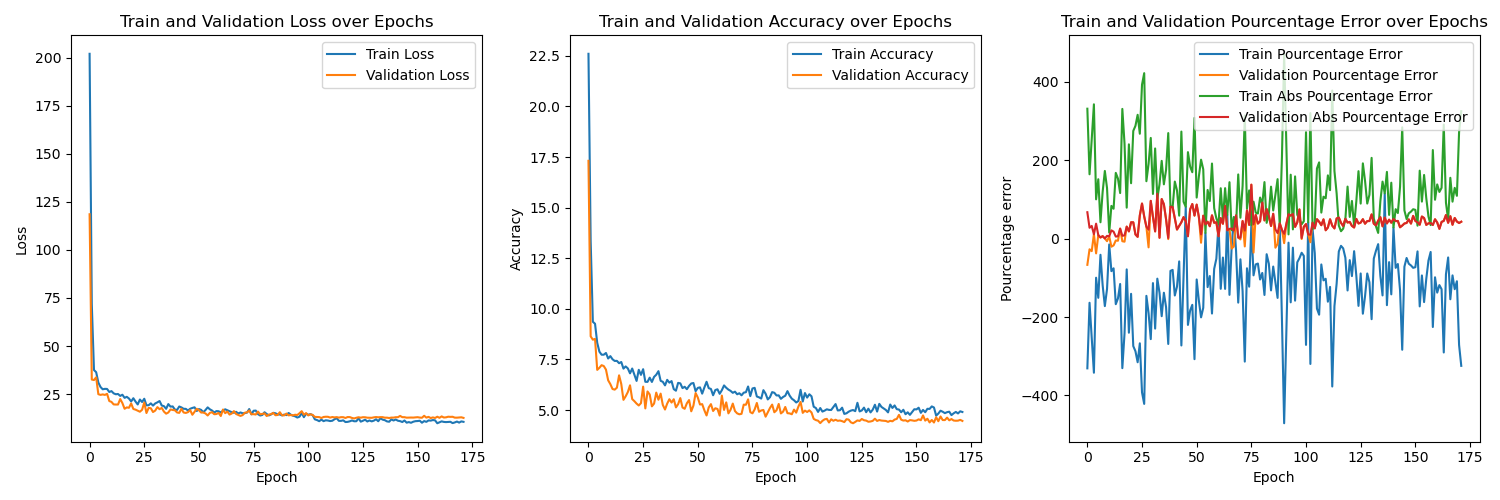 Train and Validation Loss over Epochs
Loss
200
175
150
125
100
75
50
25
0
25
50
75
100
125
150
175
Epoch
Train Loss
Validation Loss
Train and Validation Accuracy over Epochs
Accuracy
22.5
20.0
17.5
15.0
12.5
10.0
7.5
5.0
0
25
50
75
100
125
150
175
Epoch
Train Accuracy
Validation Accuracy
Train and Validation Pourcentage Error over Epochs
Pourcentage error
400
200
0
−200
−400
0
25
50
75
100
125
150
175
Epoch
Train Pourcentage Error
Validation Pourcentage Error
Train Abs Pourcentage Error
Validation Abs Pourcentage Error